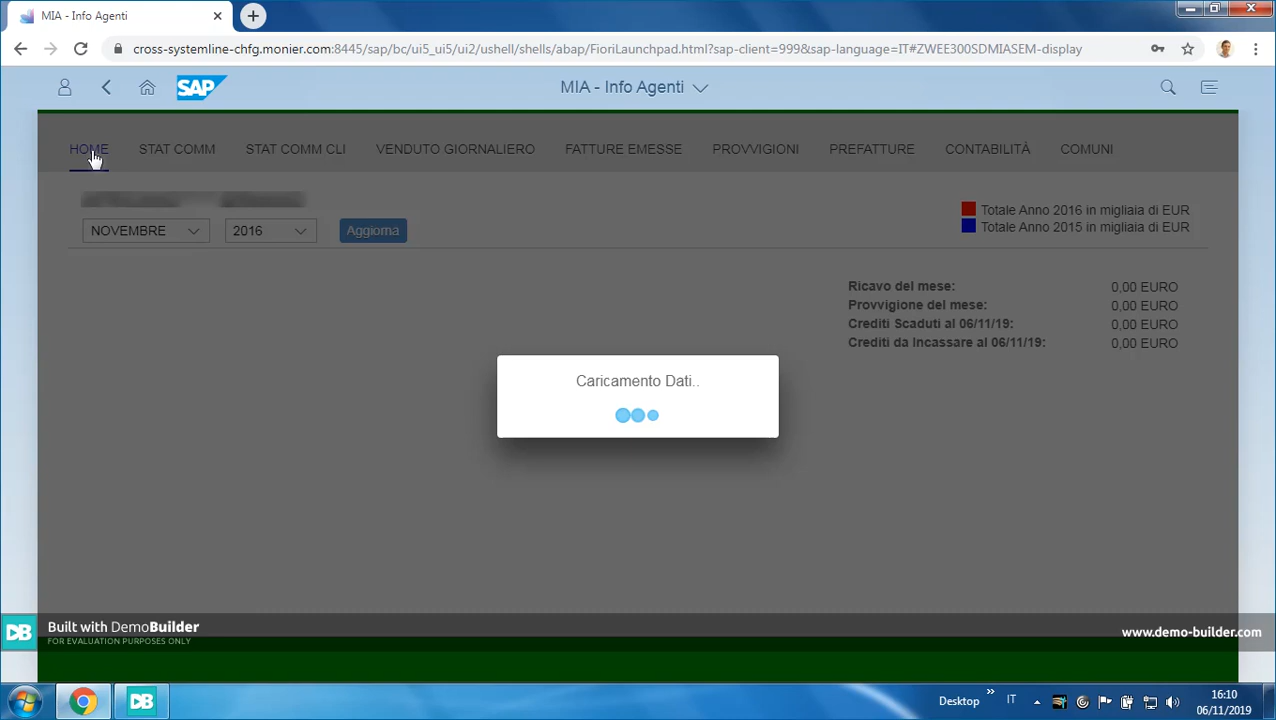 MIA - Info Agenti
cross-systemline-chfg.monier.com:8445/sap/bc/ui5_ui5/ui2/ushell/shells/abap/FioriLaunchpad.html?sap-client=999&sap-language=IT#ZWEE300SDMIASEM-display
SAP
MIA - Info Agenti
HOME STAT COMM STAT COMM CLI VENDUTO GIORNALIERO FATTURE EMESSE PROVVIGIONI PREFATTURE CONTABILITÀ COMUNI
NOVEMBRE 2016 Aggiorna
Totale Anno 2016 in migliaia di EUR
Totale Anno 2015 in migliaia di EUR
Ricavo del mese: 0,00 EURO
Provvigione del mese: 0,00 EURO
Crediti Scaduti al 06/11/19: 0,00 EURO
Crediti da Incassare al 06/11/19: 0,00 EURO
Caricamento Dati..
DB Built with DemoBuilder
FOR EVALUATION PURPOSES ONLY
www.demo-builder.com
DB Desktop » IT 16:10
06/11/2019